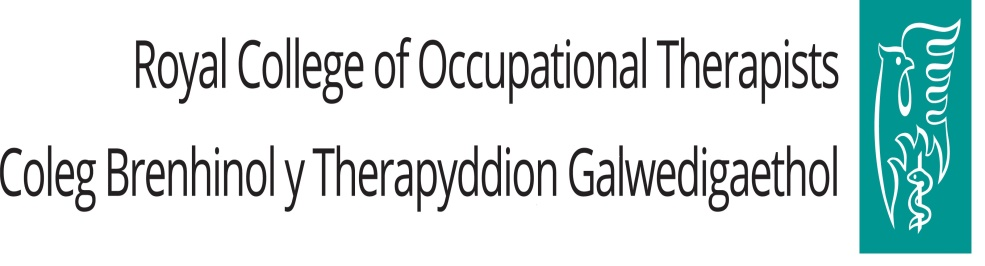 Royal College of Occupational Therapists
Coleg Brenhinol y Therapyddion Galwedigaethol